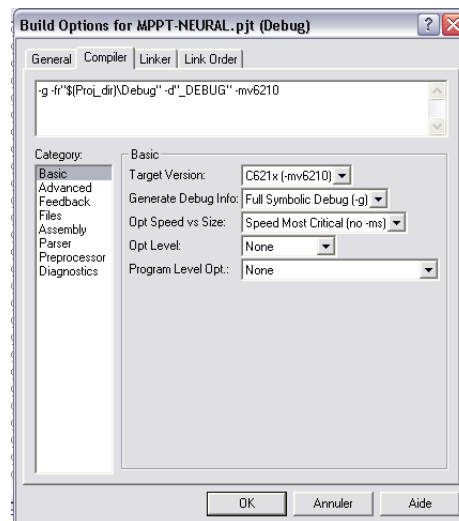 Build Options for MPPT-NEURAL.pjt (Debug)
General Compiler Linker Link Order
-g -fr"$(Proj_dir)\Debug" -d"_DEBUG" -mv6210
Category:
Basic
Advanced
Feedback
Files
Assembly
Parser
Preprocessor
Diagnostics
Basic
Target Version: C621x (-mv6210)
Generate Debug Info: Full Symbolic Debug (-g)
Opt Speed vs Size: Speed Most Critical (no -ms)
Opt Level: None
Program Level Opt.: None
OK Annuler Aide